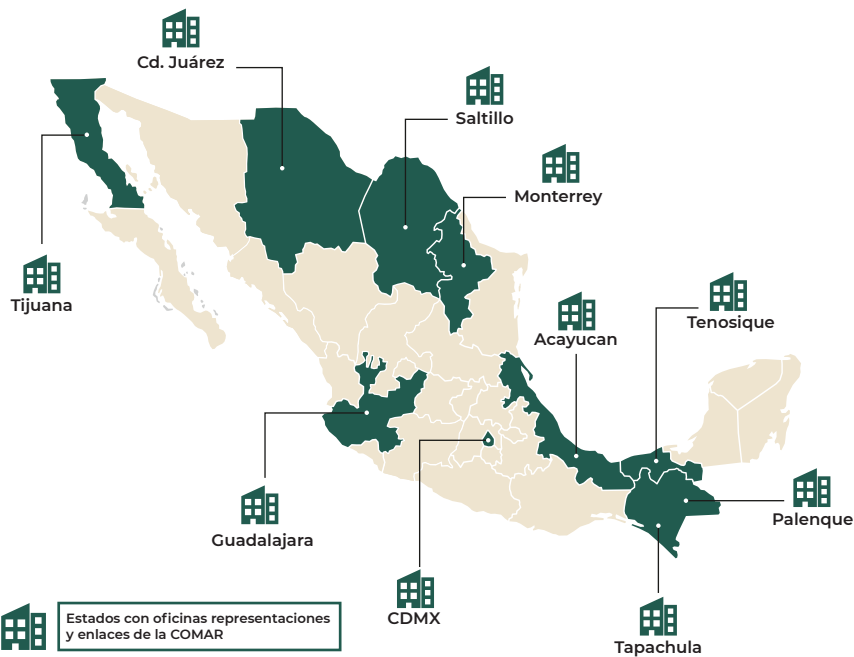 Cd. Juárez
Saltillo
Monterrey
Tijuana
Tenosique
Acayucan
Palenque
Guadalajara
CDMX
Tapachula
Estados con oficinas representaciones
y enlaces de la COMAR